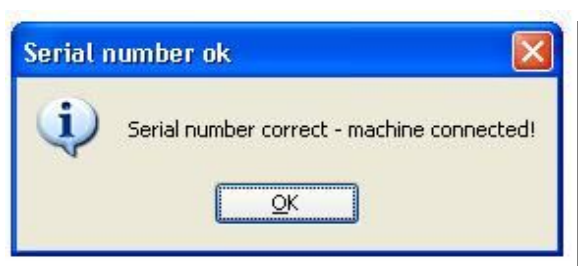 Serial number ok
Serial number correct - machine connected!
OK